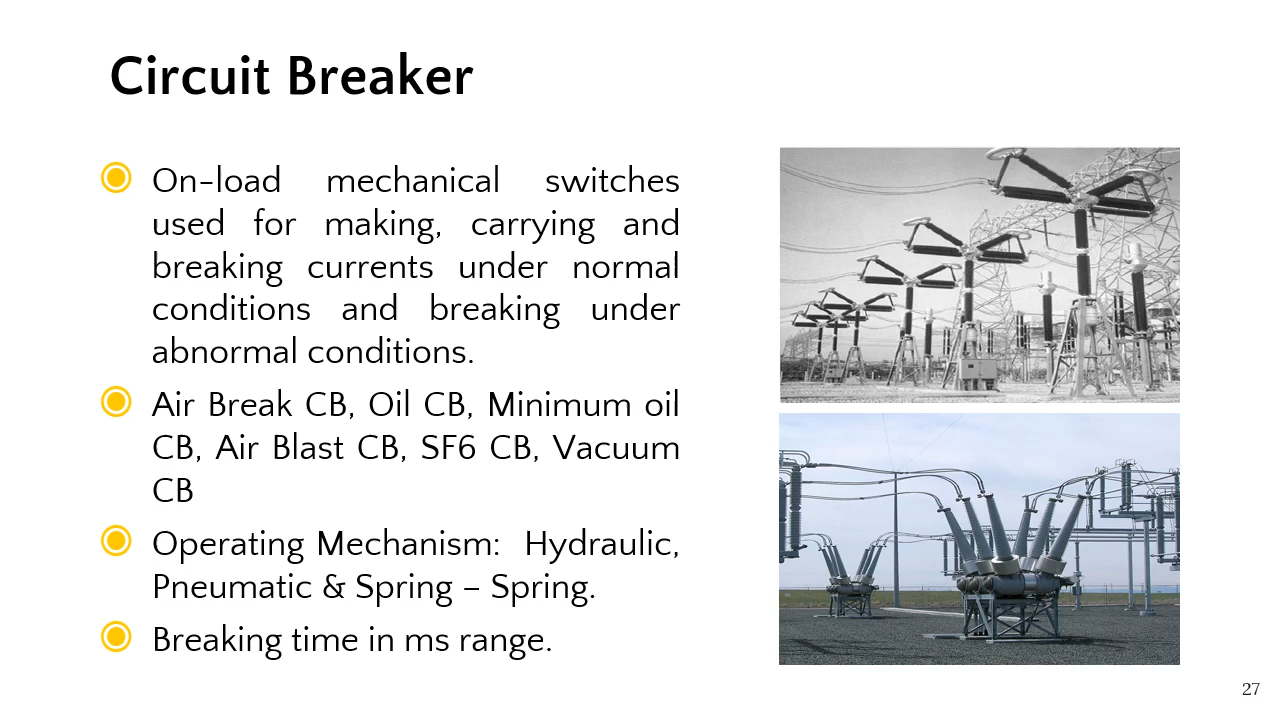 Circuit Breaker
On-load mechanical switches
used for making, carrying and
breaking currents under normal
conditions and breaking under
abnormal conditions.
Air Break CB, Oil CB, Minimum oil
CB, Air Blast CB, SF6 CB, Vacuum
CB
Operating Mechanism: Hydraulic,
Pneumatic & Spring – Spring.
Breaking time in ms range.
27